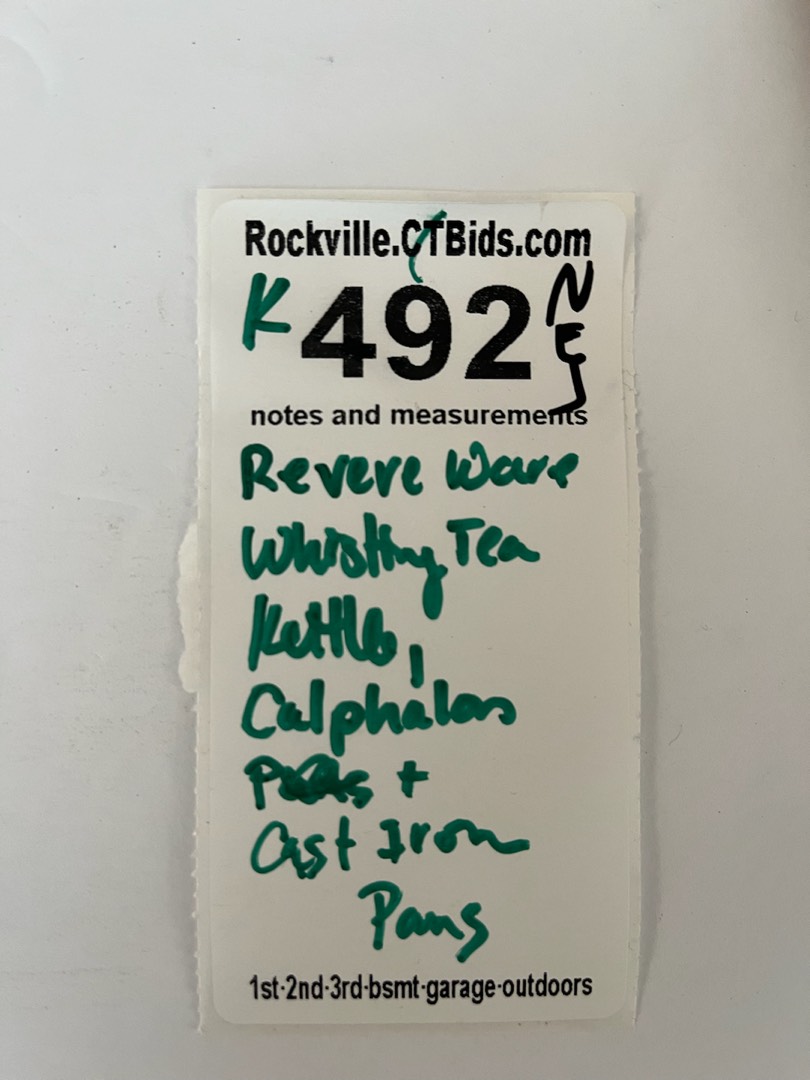 Rockville.CTBids.com
K 492 NES
notes and measurements
Revere Ware
Whistling Tea
Kettle,
Calphalon
+
Cast Iron
Pans
1st·2nd·3rd·bsmt·garage·outdoors